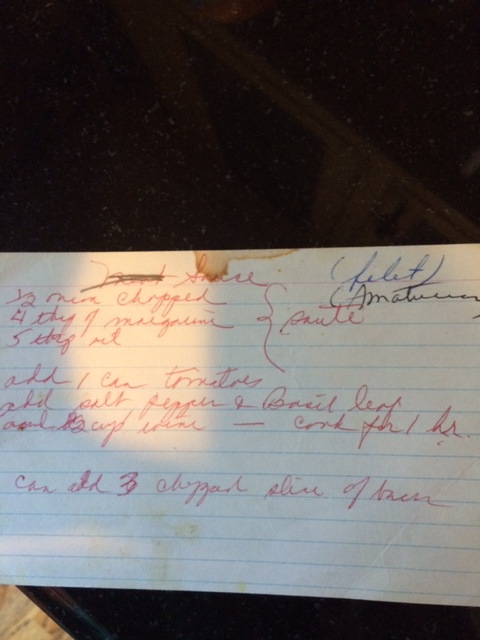 Sauce (filet)
1/2 onion chopped
4 tbsp of margarine saute
5 tbsp oil
add 1 can tomatoes
add salt pepper & Basil leaf
add 1/2 cup wine — cook for 1 hr.
can add 3 chopped slice of bacon